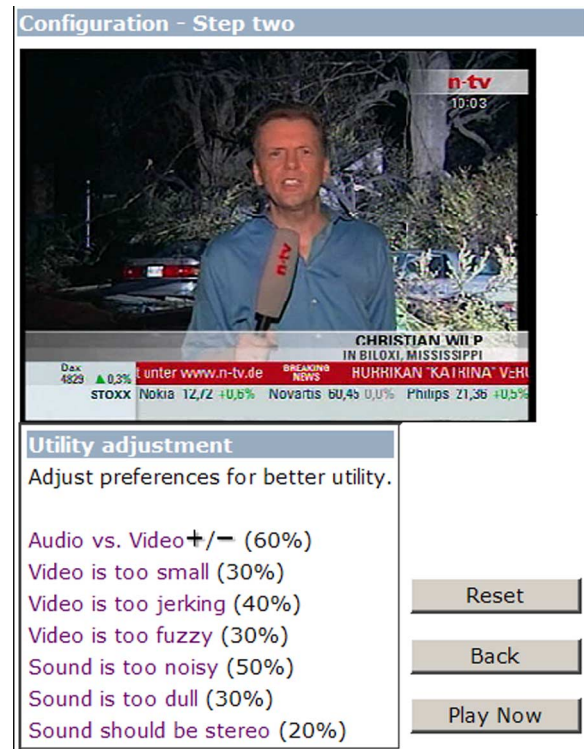 Configuration - Step two
n-tv
10:03
n-tv
CHRISTIAN WILP
IN BILOXI, MISSISSIPPI
Dax
4829 ▲0,3% t unter www.n-tv.de BREAKING NEWS HURRIKAN "KATRINA" VERU
STOXX Nokia 12,72 +0,6% Novartis 60,45 0,0% Philips 21,36 +0,5%
Utility adjustment
Adjust preferences for better utility.
Audio vs. Video+/− (60%)
Video is too small (30%)
Video is too jerking (40%)
Video is too fuzzy (30%)
Sound is too noisy (50%)
Sound is too dull (30%)
Sound should be stereo (20%)
Reset
Back
Play Now